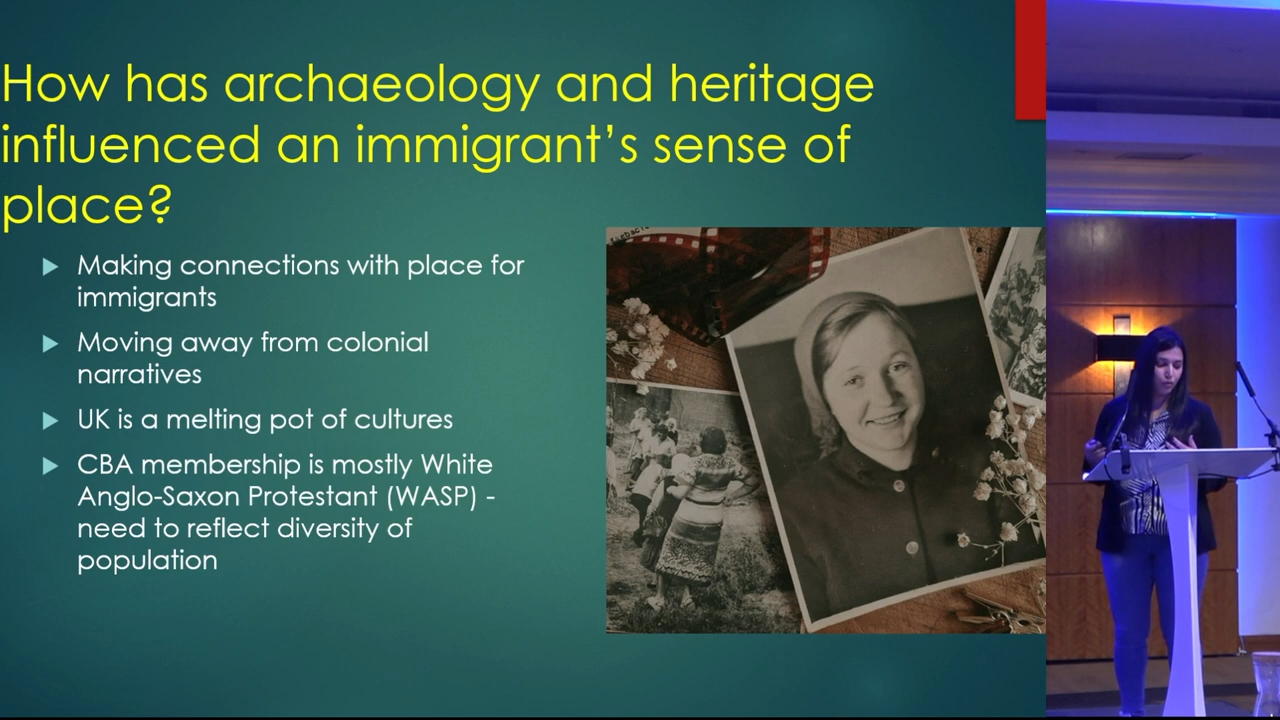 How has archaeology and heritage
influenced an immigrant’s sense of
place?
Making connections with place for
immigrants
Moving away from colonial
narratives
UK is a melting pot of cultures
CBA membership is mostly White
Anglo-Saxon Protestant (WASP) -
need to reflect diversity of
population